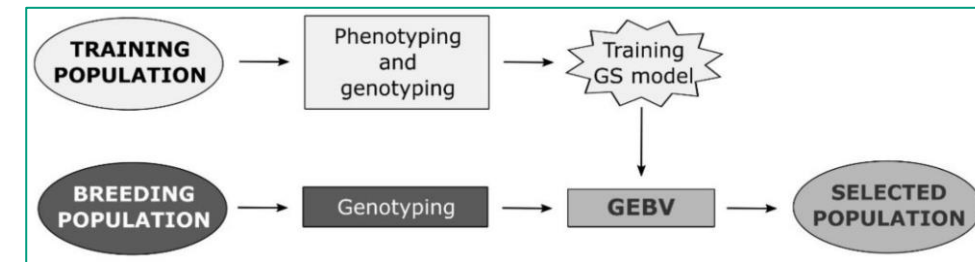 TRAINING
POPULATION
Phenotyping
and
genotyping
Training
GS model
BREEDING
POPULATION
Genotyping
GEBV
SELECTED
POPULATION